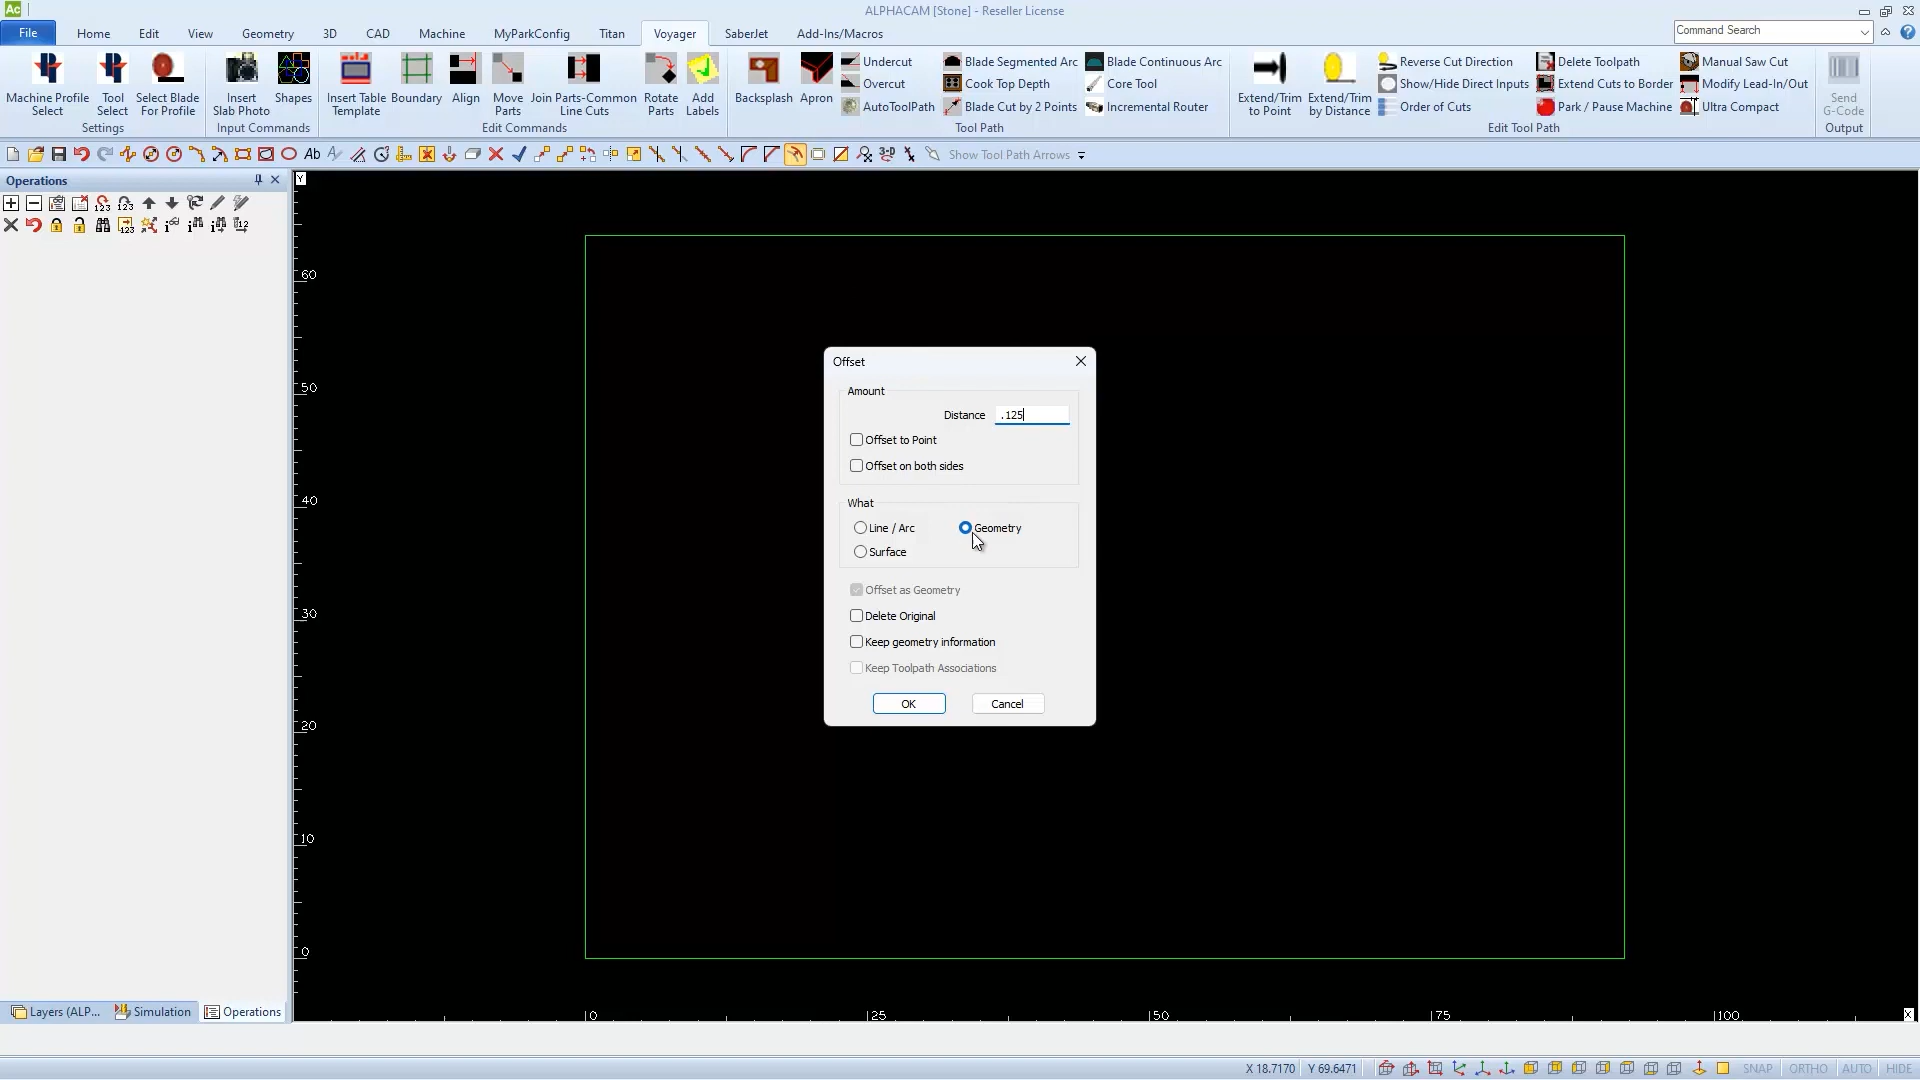 Ac
ALPHACAM [Stone] - Reseller License
File Home Edit View Geometry 3D CAD Machine MyParkConfig Titan Voyager SaberJet Add-Ins/Macros Command Search
Machine Profile Select
Tool Select
Select Blade For Profile
Settings
Insert Slab Photo
Shapes
Input Commands
Insert Table Template
Boundary
Align
Move Parts
Join Parts-Common Line Cuts
Rotate Parts
Add Labels
Edit Commands
Backsplash
Apron
Undercut
Overcut
AutoToolPath
Blade Segmented Arc
Cook Top Depth
Blade Cut by 2 Points
Blade Continuous Arc
Core Tool
Incremental Router
Tool Path
Extend/Trim to Point
Extend/Trim by Distance
Reverse Cut Direction
Show/Hide Direct Inputs
Order of Cuts
Delete Toolpath
Extend Cuts to Border
Park / Pause Machine
Manual Saw Cut
Modify Lead-In/Out
Ultra Compact
Edit Tool Path
Send G-Code
Output
Ab
3-D
Show Tool Path Arrows
Operations
123
123
123
12
Y
60
50
40
30
20
10
0
Offset
Amount
Distance .125
Offset to Point
Offset on both sides
What
Line / Arc Geometry
Surface
Offset as Geometry
Delete Original
Keep geometry information
Keep Toolpath Associations
OK Cancel
0 25 50 75 100 X
Layers (ALP... Simulation Operations
X 18.7170 Y 69.6471 SNAP ORTHO AUTO HIDE